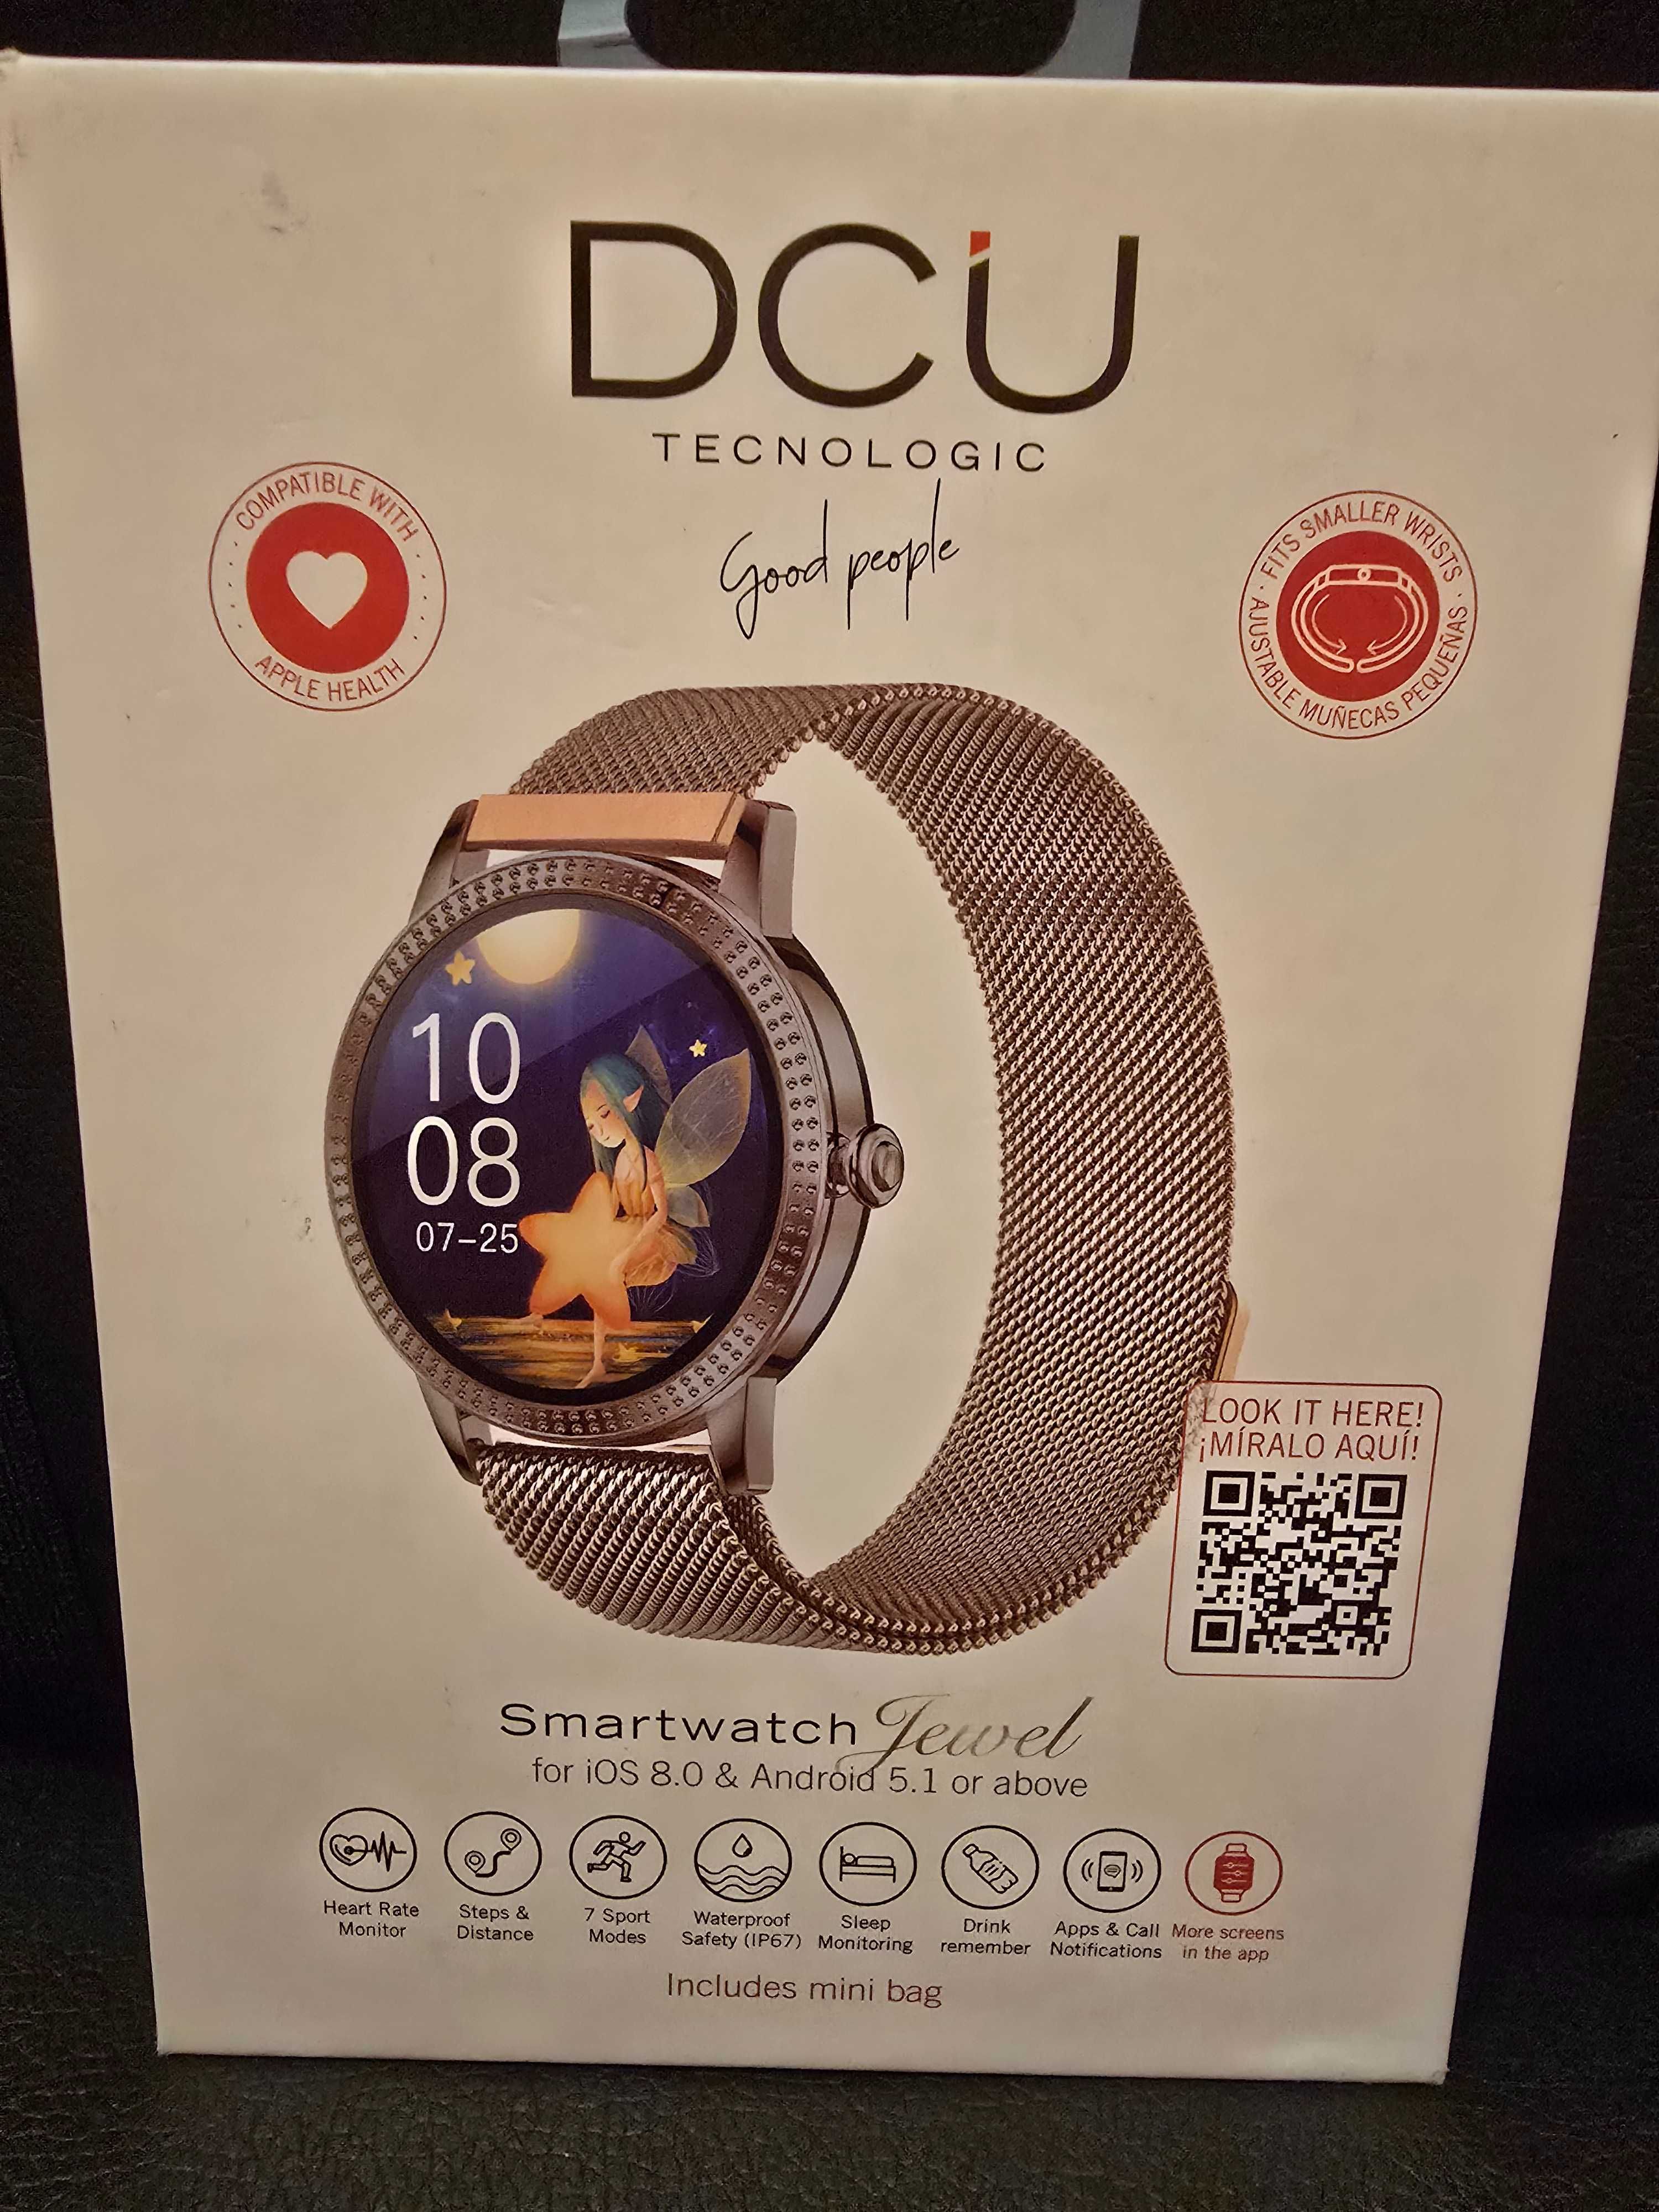 DCU
TECNOLOGIC
Good people
COMPATIBLE WITH
APPLE HEALTH
· FITS SMALLER WRISTS ·
AJUSTABLE MUÑECAS PEQUEÑAS
10
08
07-25
LOOK IT HERE!
¡MÍRALO AQUÍ!
Smartwatch Jewel
for iOS 8.0 & Android 5.1 or above
Heart Rate
Monitor
Steps &
Distance
7 Sport
Modes
Waterproof
Safety (IP67)
Sleep
Monitoring
Drink
remember
Apps & Call
Notifications
More screens
in the app
Includes mini bag